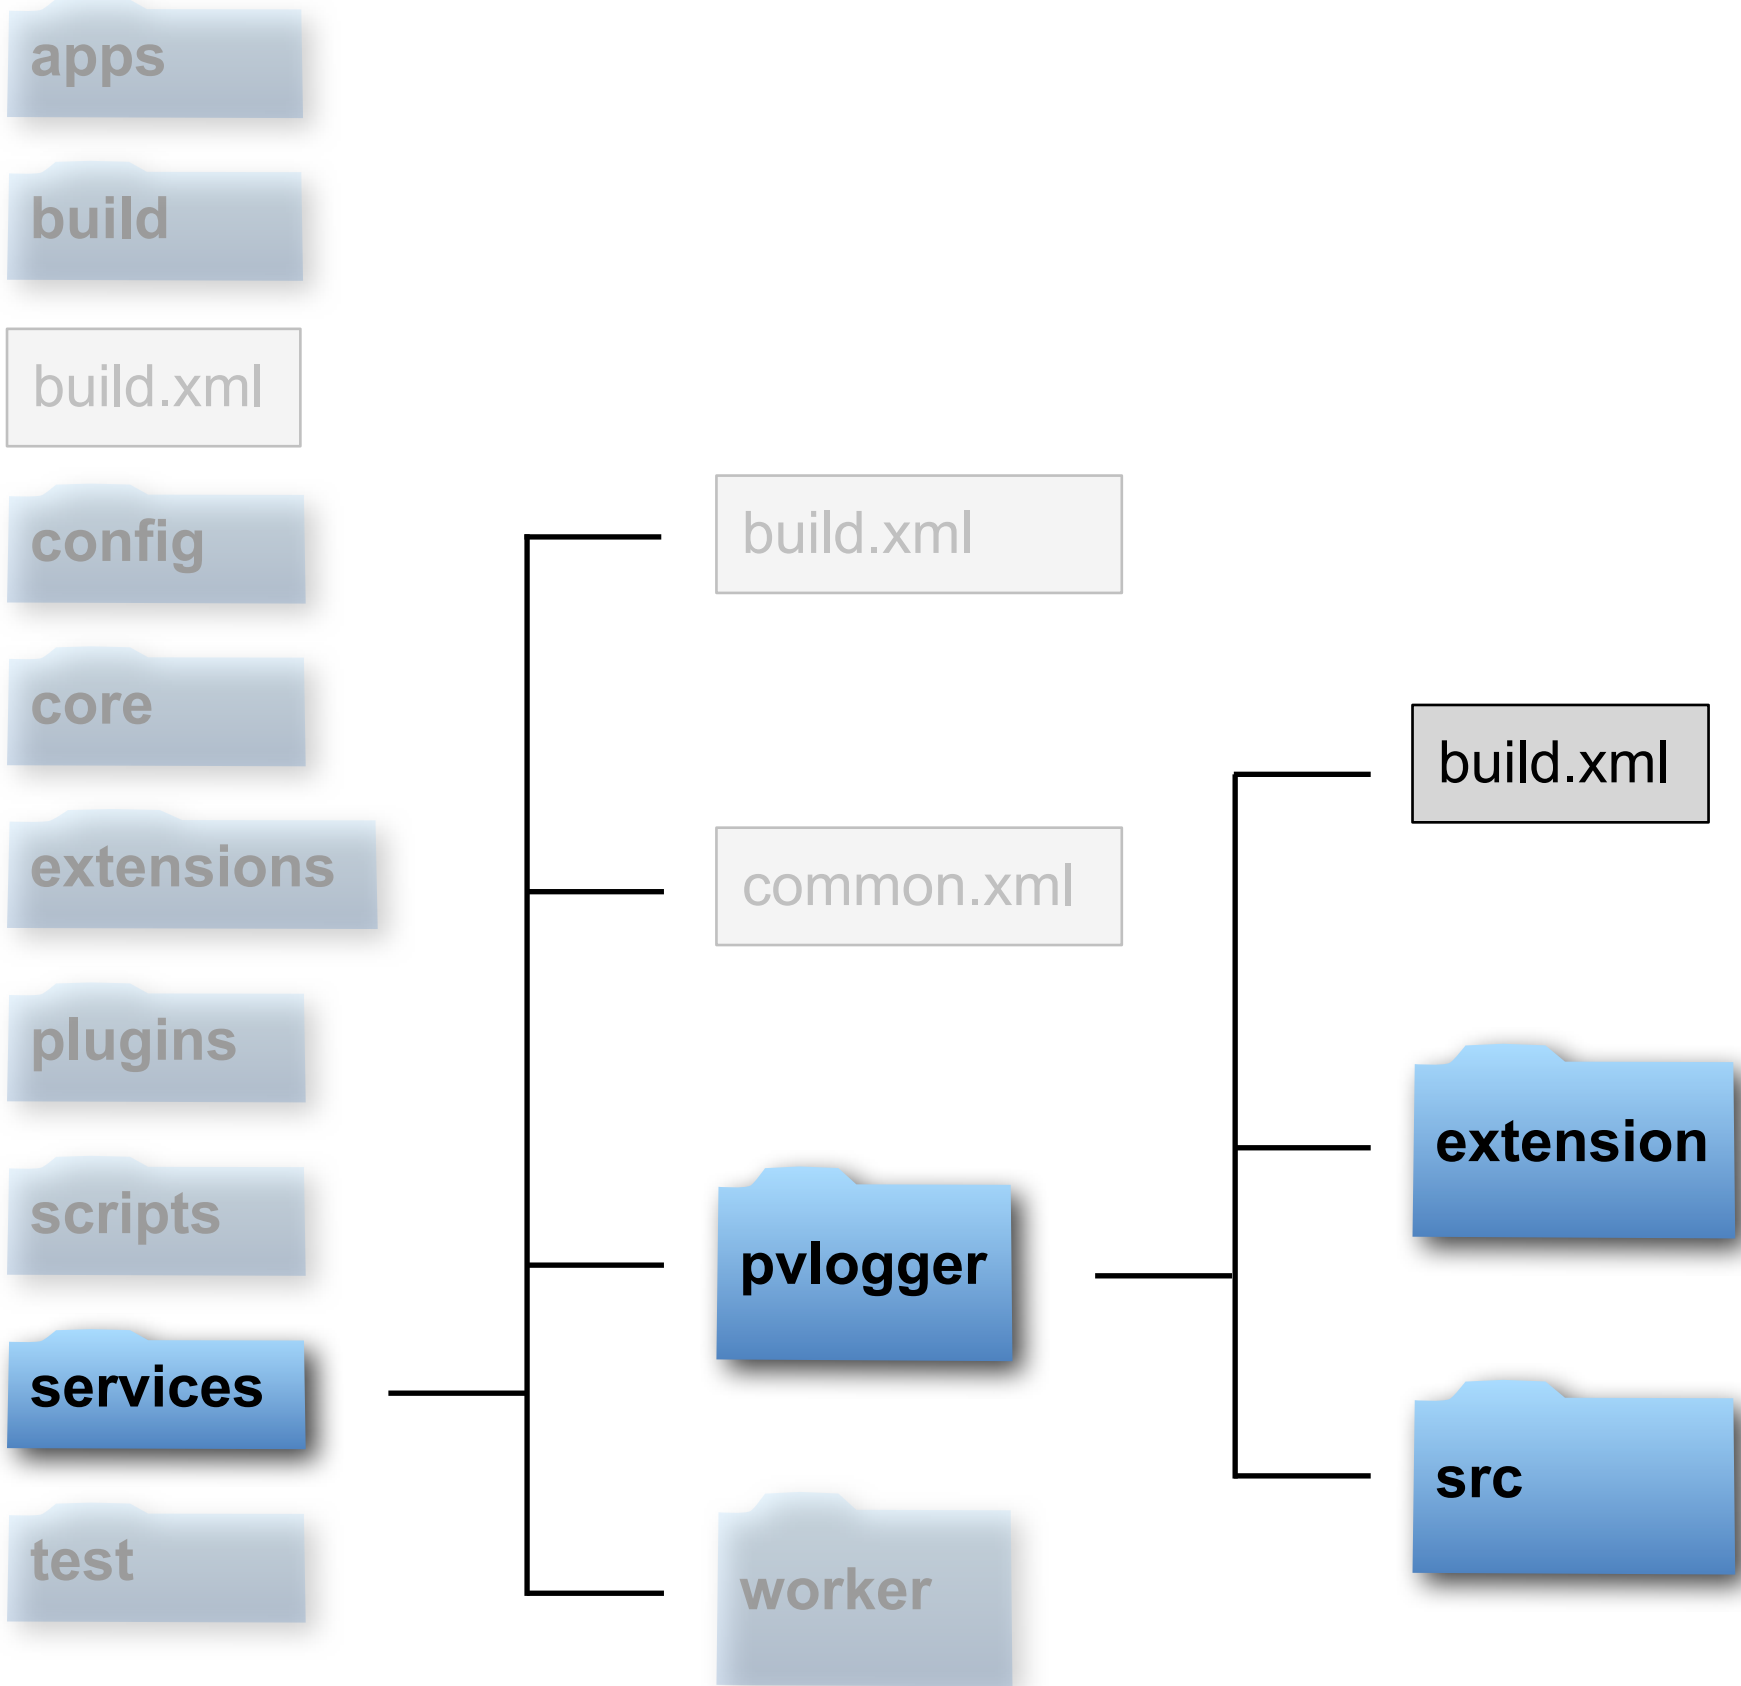 apps
build
build.xml
config
core
extensions
plugins
scripts
services
test
build.xml
common.xml
pvlogger
worker
build.xml
extension
src